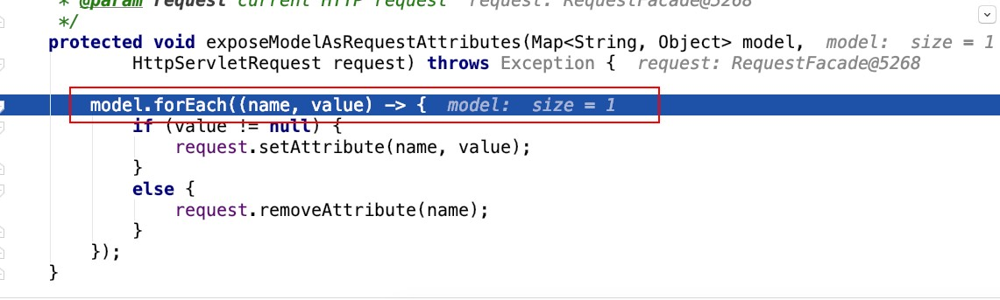 * @param request current HTTP request request: RequestFacade@5268
*/
protected void exposeModelAsRequestAttributes(Map<String, Object> model, model: size = 1
HttpServletRequest request) throws Exception { request: RequestFacade@5268
model.forEach((name, value) -> { model: size = 1
if (value != null) {
request.setAttribute(name, value);
}
else {
request.removeAttribute(name);
}
});
}